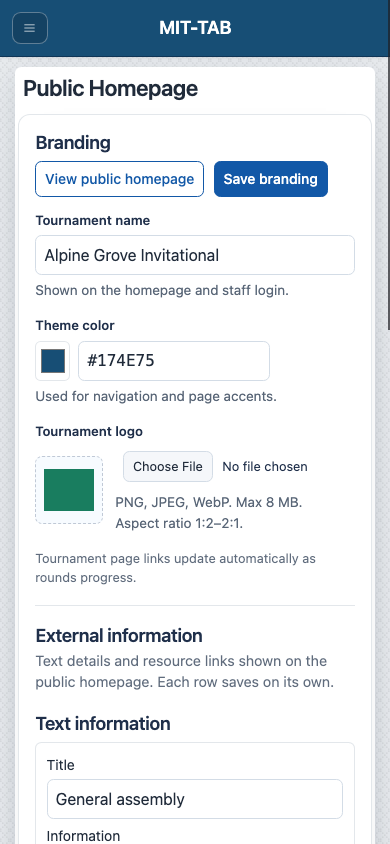 MIT-TAB
Public Homepage
Branding
View public homepage
Save branding
Tournament name
Alpine Grove Invitational
Shown on the homepage and staff login.
Theme color
#174E75
Used for navigation and page accents.
Tournament logo
Choose File No file chosen
PNG, JPEG, WebP. Max 8 MB.
Aspect ratio 1:2–2:1.
Tournament page links update automatically as
rounds progress.
External information
Text details and resource links shown on the
public homepage. Each row saves on its own.
Text information
Title
General assembly
Information